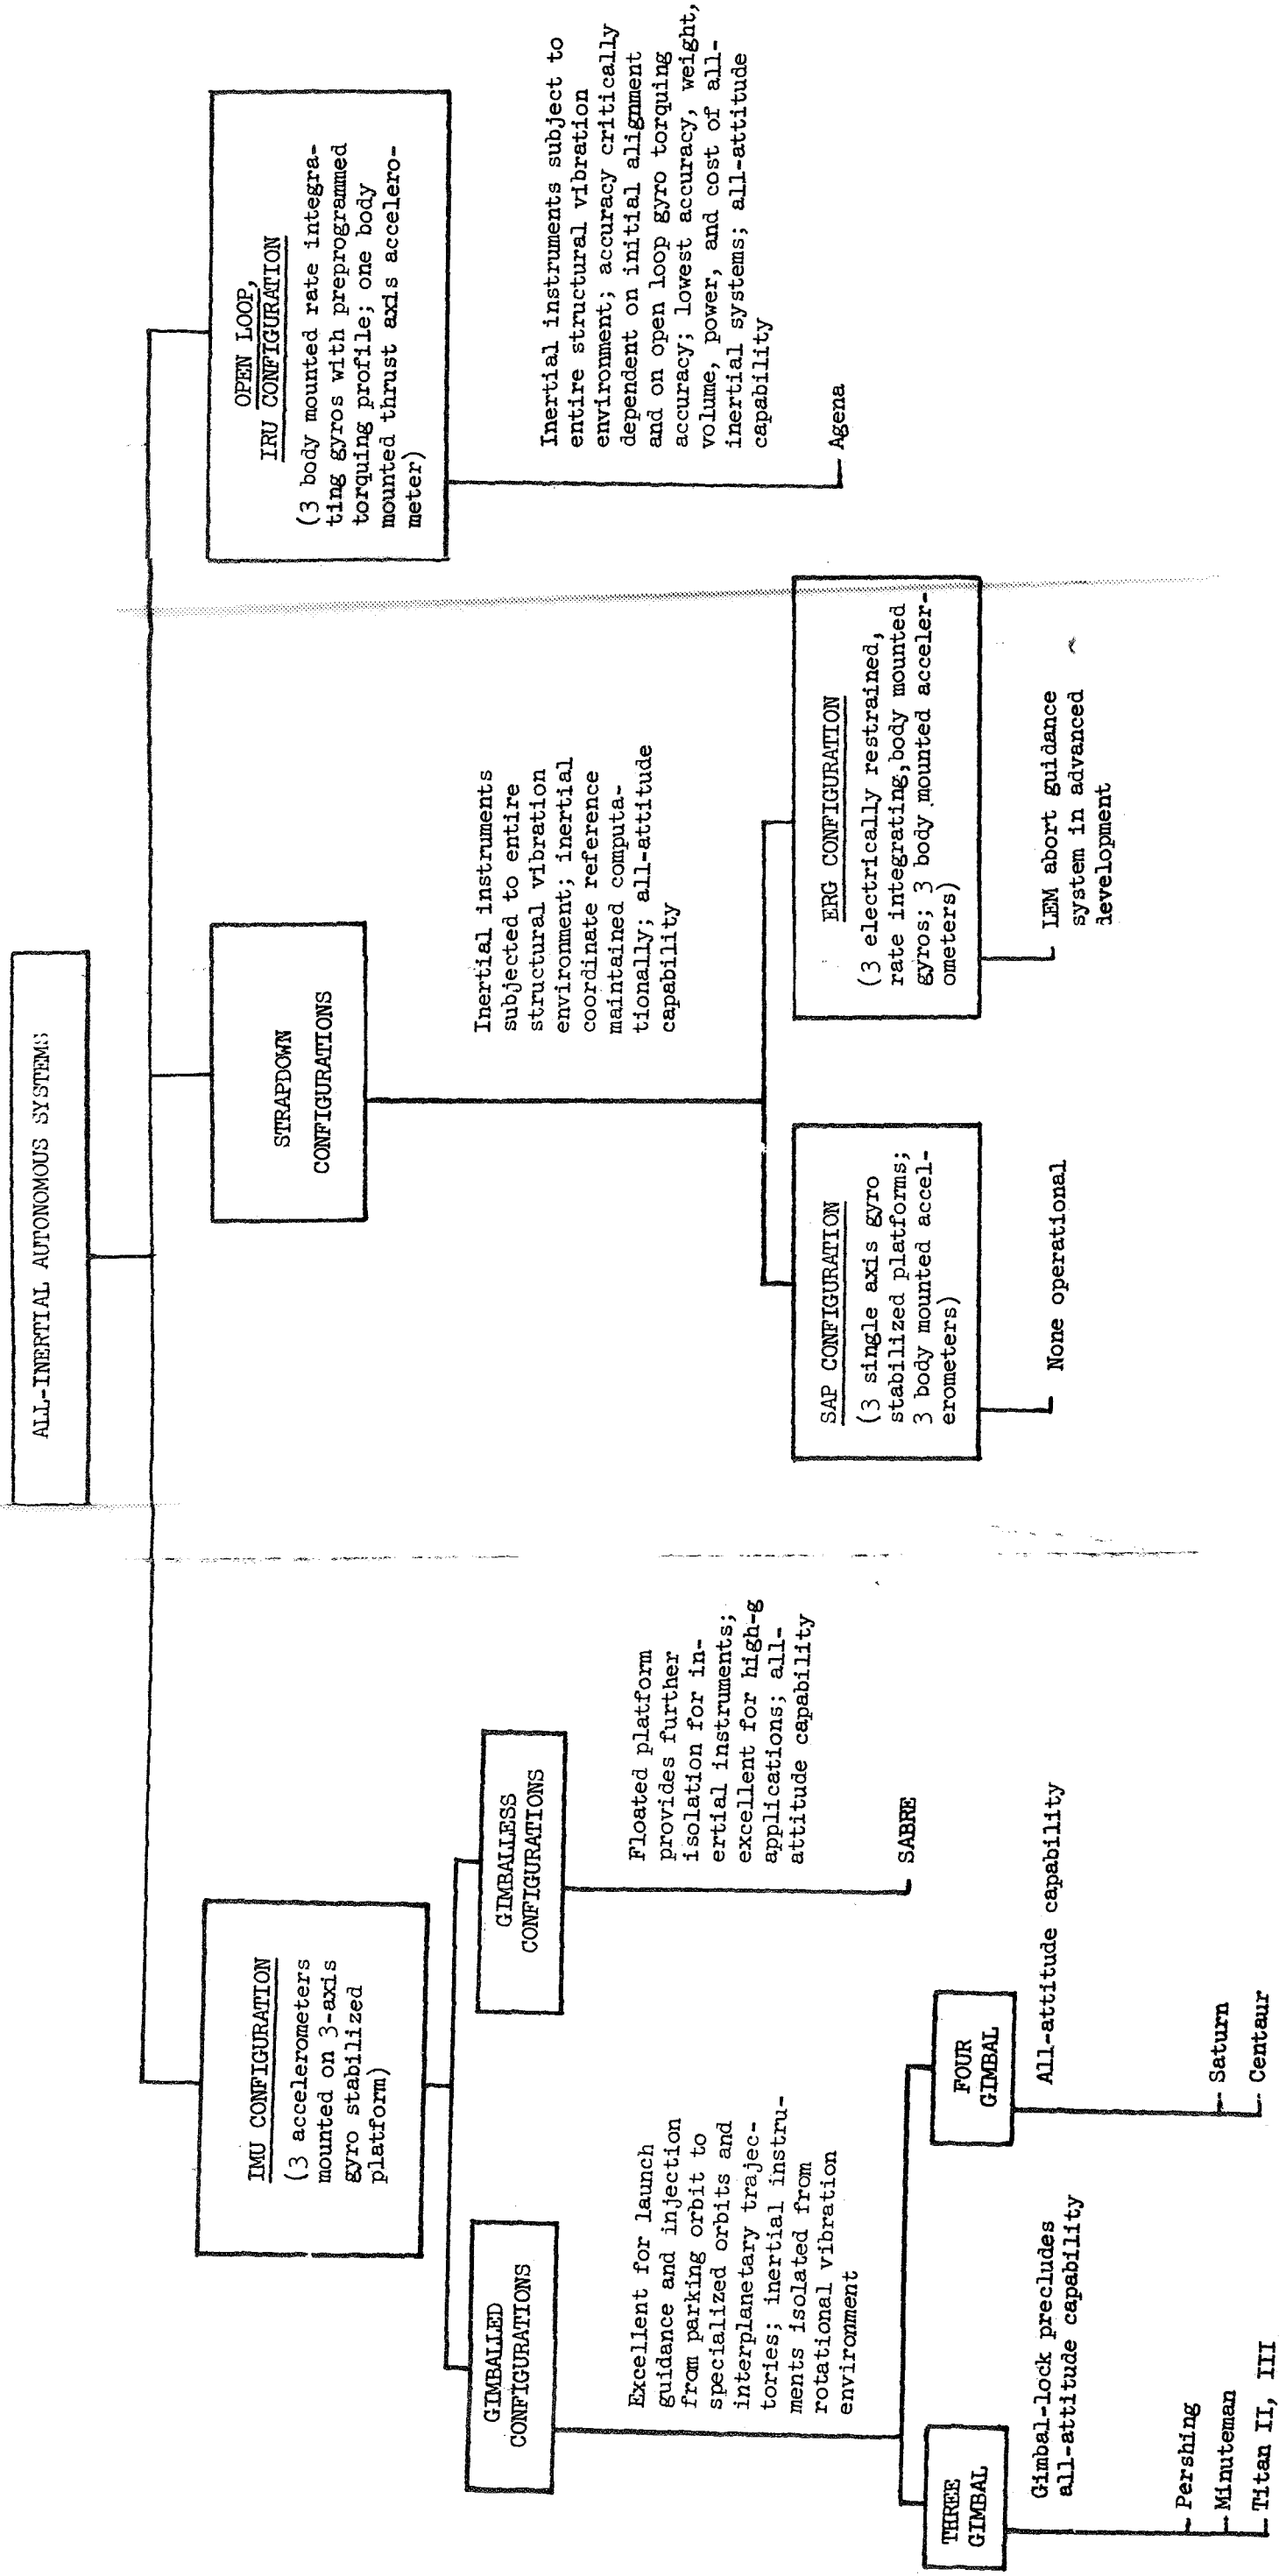 ALL-INERTIAL AUTONOMOUS SYSTEMS
IMU CONFIGURATION
(3 accelerometers
mounted on 3-axis
gyro stabilized
platform)
GIMBALLED
CONFIGURATIONS
Excellent for launch
guidance and injection
from parking orbit to
specialized orbits and
interplanetary trajec-
tories; inertial instru-
ments isolated from
rotational vibration
environment
THREE
GIMBAL
Gimbal-lock precludes
all-attitude capability
Pershing
Minuteman
Titan II, III
FOUR
GIMBAL
All-attitude capability
Saturn
Centaur
GIMBALLESS
CONFIGURATIONS
Floated platform
provides further
isolation for in-
ertial instruments;
excellent for high-g
applications; all-
attitude capability
SABRE
STRAPDOWN
CONFIGURATIONS
Inertial instruments
subjected to entire
structural vibration
environment; inertial
coordinate reference
maintained computa-
tionally; all-attitude
capability
SAP CONFIGURATION
(3 single axis gyro
stabilized platforms;
3 body mounted accel-
erometers)
None operational
ERG CONFIGURATION
(3 electrically restrained,
rate integrating,body mounted
gyros; 3 body mounted acceler-
ometers)
LEM abort guidance
system in advanced
development
OPEN LOOP,
IRU CONFIGURATION
(3 body mounted rate integra-
ting gyros with preprogrammed
torquing profile; one body
mounted thrust axis accelero-
meter)
Inertial instruments subject to
entire structural vibration
environment; accuracy critically
dependent on initial alignment
and on open loop gyro torquing
accuracy; lowest accuracy, weight,
volume, power, and cost of all-
inertial systems; all-attitude
capability
Agena